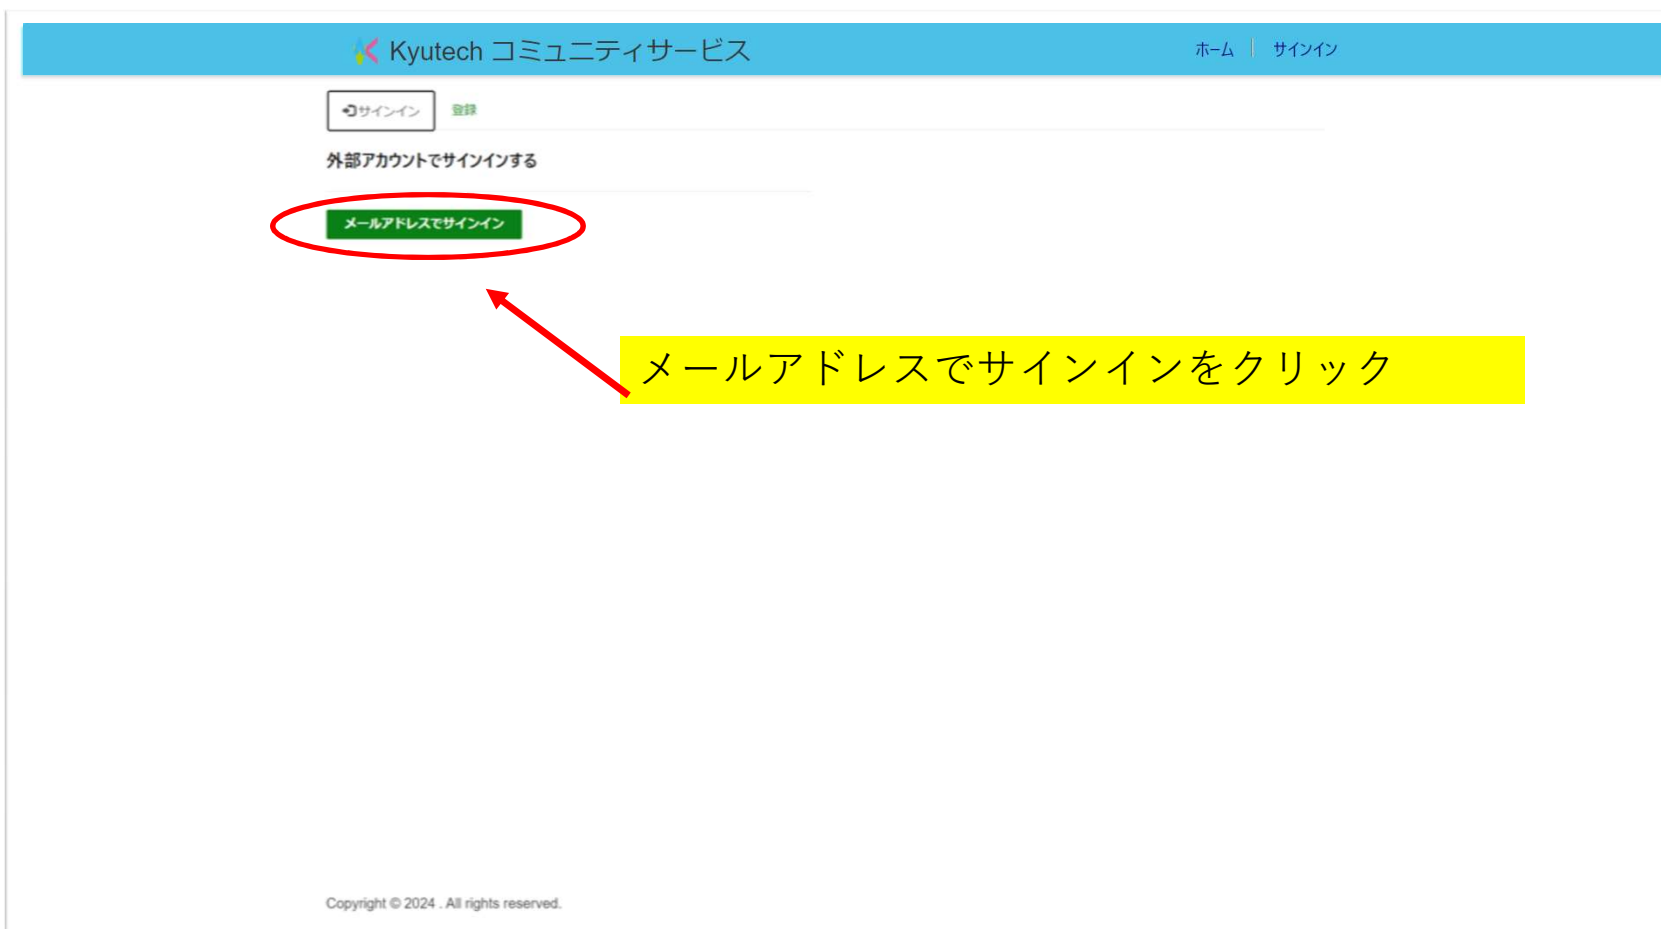 Kyutech コミュニティサービス
ホーム
サインイン
サインイン
登録
外部アカウントでサインインする
メールアドレスでサインイン
メールアドレスでサインインをクリック
Copyright © 2024 . All rights reserved.